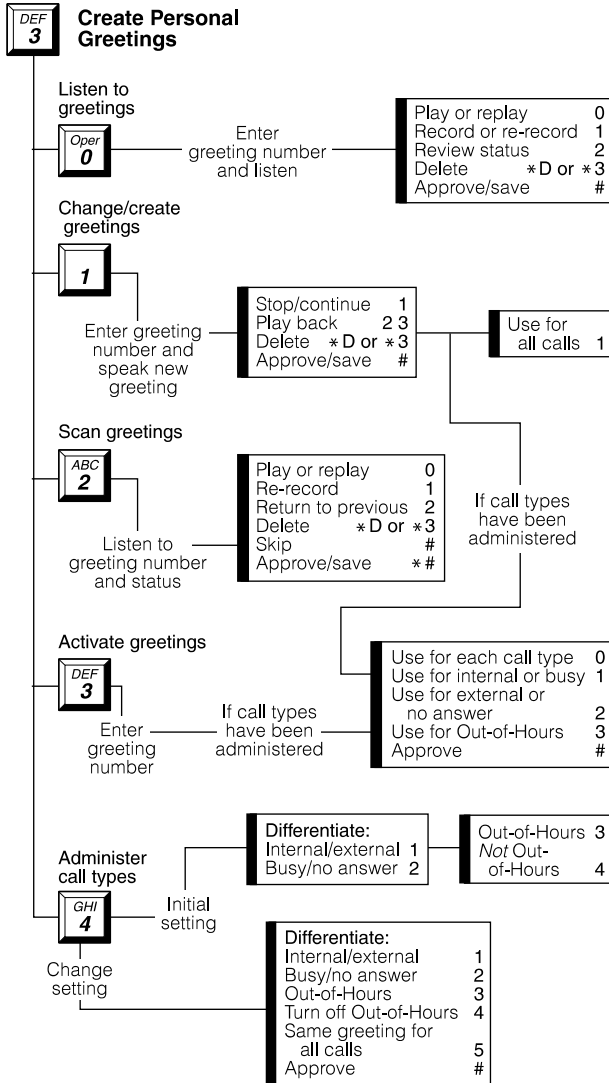 DEF
3
Create Personal
Greetings
Listen to
greetings
Oper
0
Enter
greeting number
and listen
Play or replay 0
Record or re-record 1
Review status 2
Delete *D or *3
Approve/save #
Change/create
greetings
1
Enter greeting
number and
speak new
greeting
Stop/continue 1
Play back 2 3
Delete *D or *3
Approve/save #
Use for
all calls 1
If call types
have been
administered
Scan greetings
ABC
2
Listen to
greeting number
and status
Play or replay 0
Re-record 1
Return to previous 2
Delete *D or *3
Skip #
Approve/save *#
Activate greetings
DEF
3
Enter
greeting
number
If call types
have been
administered
Use for each call type 0
Use for internal or busy 1
Use for external or
no answer 2
Use for Out-of-Hours 3
Approve #
Administer
call types
GHI
4
Initial
setting
Differentiate:
Internal/external 1
Busy/no answer 2
Out-of-Hours 3
Not Out-
of-Hours 4
Change
setting
Differentiate:
Internal/external 1
Busy/no answer 2
Out-of-Hours 3
Turn off Out-of-Hours 4
Same greeting for
all calls 5
Approve #